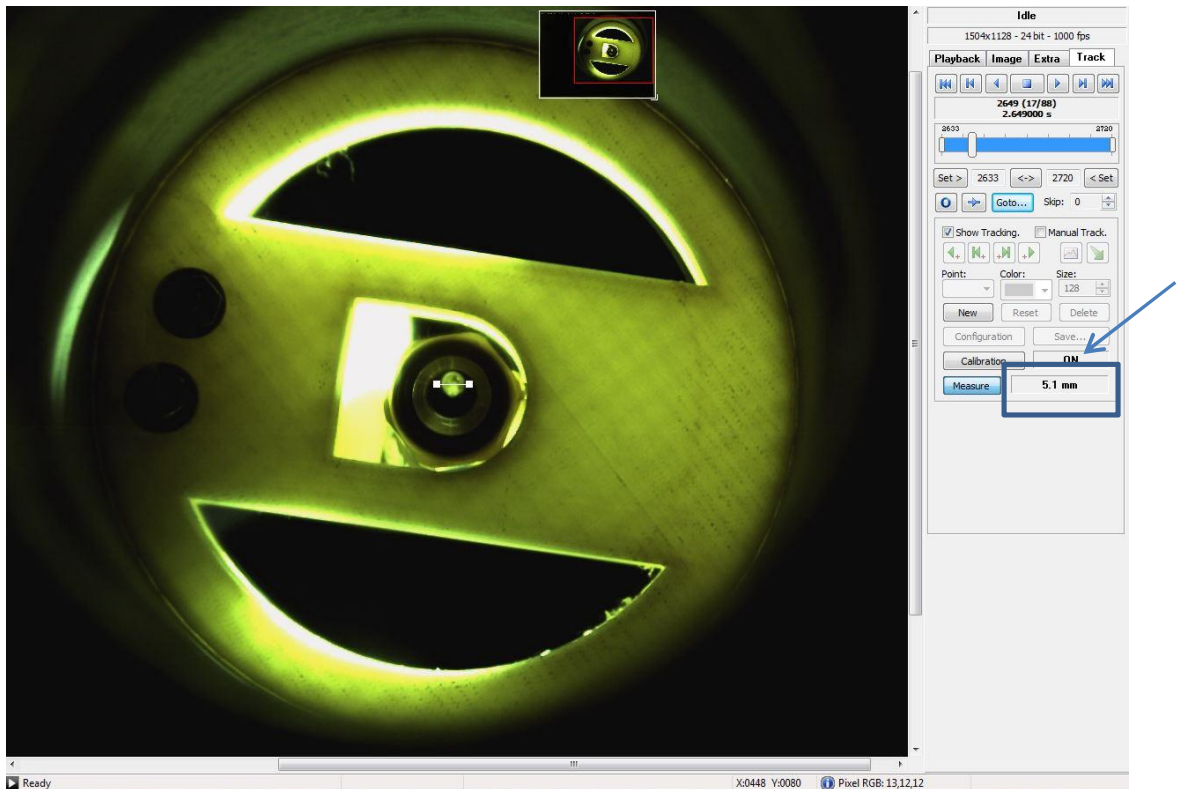 Idle
1504x1128 - 24 bit - 1000 fps
Playback Image Extra Track
2649 (17/88)
2.649000 s
2633 2720
Set > 2633 <-> 2720 < Set
Goto... Skip: 0
Show Tracking. Manual Track.
Point: Color: Size:
128
New Reset Delete
Configuration Save...
Calibration ON
Measure 5.1 mm
Ready X:0448 Y:0080 Pixel RGB: 13,12,12